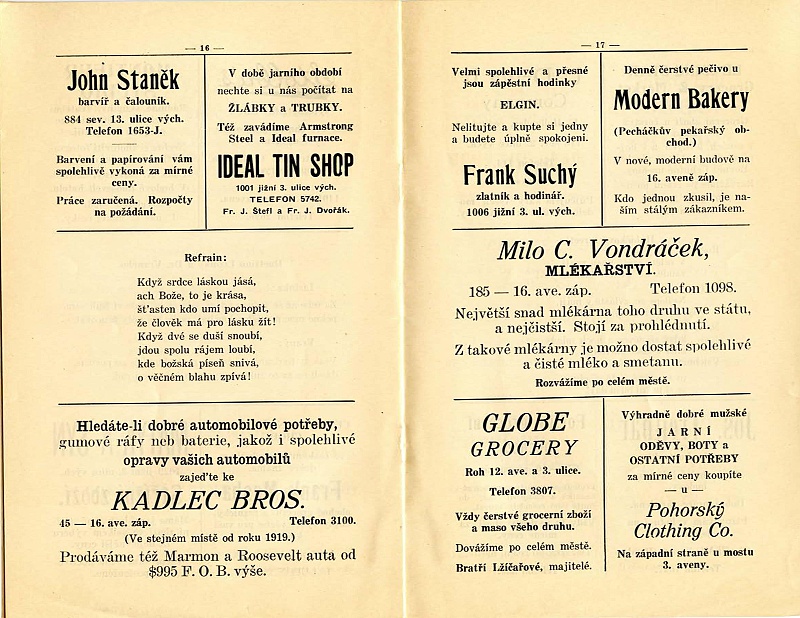 — 16 —
John Staněk
barvíř a čalouník.
884 sev. 13. ulice vých.
Telefon 1653-J.
Barvení a papírování vám
spolehlivě vykoná za mírné
ceny.
Práce zaručená. Rozpočty
na požádání.
V době jarního období
nechte si u nás počítat na
ŽLÁBKY a TRUBKY.
Též zavádíme Armstrong
Steel a Ideal furnace.
IDEAL TIN SHOP
1001 jižní 3. ulice vých.
TELEFON 5742.
Fr. J. Štefl a Fr. J. Dvořák.
Refrain:
Když srdce láskou jásá,
ach Bože, to je krása,
št'asten kdo umí pochopit,
že člověk má pro lásku žít!
Když dvé se duší snoubí,
jdou spolu rájem loubí,
kde božská píseň snivá,
o věčném blahu zpívá!
Hledáte-li dobré automobilové potřeby,
gumové ráfy neb baterie, jakož i spolehlivé
opravy vašich automobilů
zajeďte ke
KADLEC BROS.
45 — 16. ave. záp. Telefon 3100.
(Ve stejném místě od roku 1919.)
Prodáváme též Marmon a Roosevelt auta od
$995 F. O. B. výše.
— 17 —
Velmi spolehlivé a přesné
jsou zápěstní hodinky
ELGIN.
Nelitujte a kupte si jedny
a budete úplně spokojeni.
Frank Suchý
zlatník a hodinář.
1006 jižní 3. ul. vých.
Denně čerstvé pečivo u
Modern Bakery
(Pecháčkův pekařský ob-
chod.)
V nové, moderní budově na
16. aveně záp.
Kdo jednou zkusil, je na-
ším stálým zákazníkem.
Milo C. Vondráček,
MLÉKAŘSTVÍ.
185 — 16. ave. záp. Telefon 1098.
Největší snad mlékárna toho druhu ve státu,
a nejčistší. Stojí za prohlédnutí.
Z takové mlékárny je možno dostat spolehlivé
a čisté mléko a smetanu.
Rozvážíme po celém městě.
GLOBE
GROCERY
Roh 12. ave. a 3. ulice.
Telefon 3807.
Vždy čerstvé grocerní zboží
a maso všeho druhu.
Dovážíme po celém městě.
Bratři Lžíčařové, majitelé.
Výhradně dobré mužské
JARNÍ
ODĚVY, BOTY a
OSTATNÍ POTŘEBY
za mírné ceny koupíte
— u —
Pohorský
Clothing Co.
Na západní straně u mostu
3. aveny.